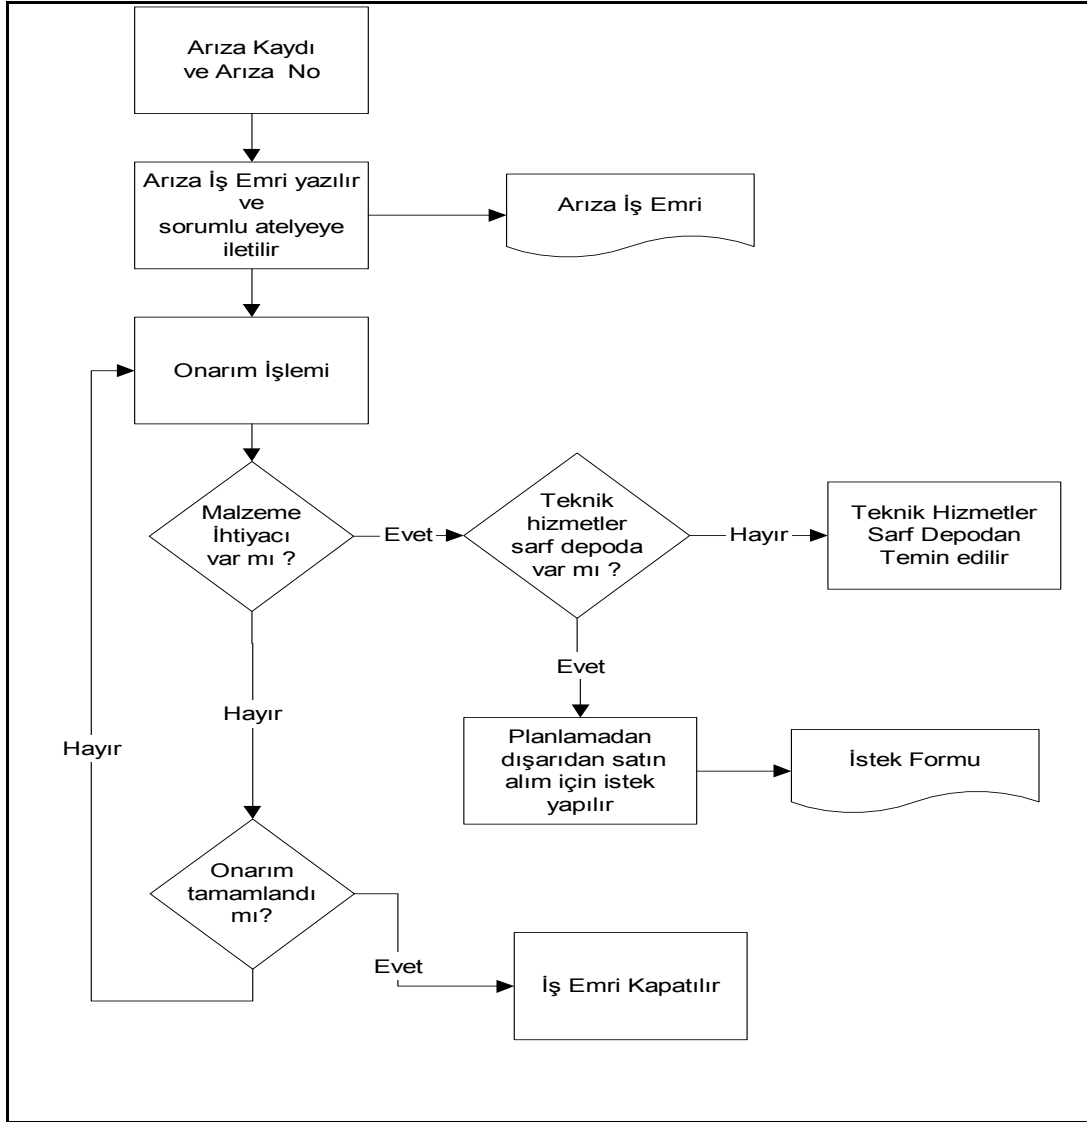 Arıza Kaydı
ve Arıza  No
Arıza İş Emri yazılır
ve
sorumlu atelyeye
iletilir
Arıza İş Emri
Onarım İşlemi
Malzeme
İhtiyacı
var mı ?
Evet
Teknik
hizmetler
sarf depoda
var mı ?
Hayır
Teknik Hizmetler
Sarf Depodan
Temin edilir
Evet
Hayır
Hayır
Planlamadan
dışarıdan satın
alım için istek
yapılır
İstek Formu
Onarım
tamamlandı
mı?
Evet
İş Emri Kapatılır